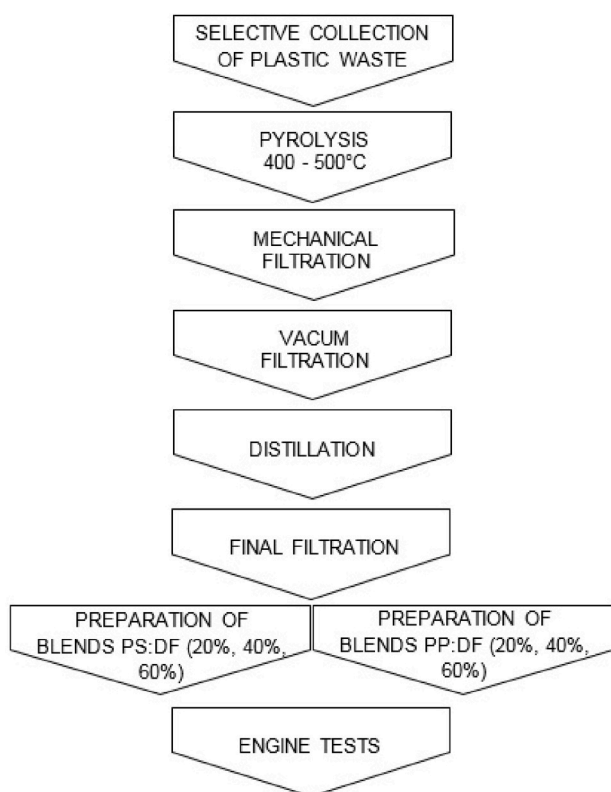 SELECTIVE COLLECTION
OF PLASTIC WASTE
PYROLYSIS
400 - 500°C
MECHANICAL
FILTRATION
VACUM
FILTRATION
DISTILLATION
FINAL FILTRATION
PREPARATION OF
BLENDS PS:DF (20%, 40%,
60%)
PREPARATION OF
BLENDS PP:DF (20%, 40%,
60%)
ENGINE TESTS